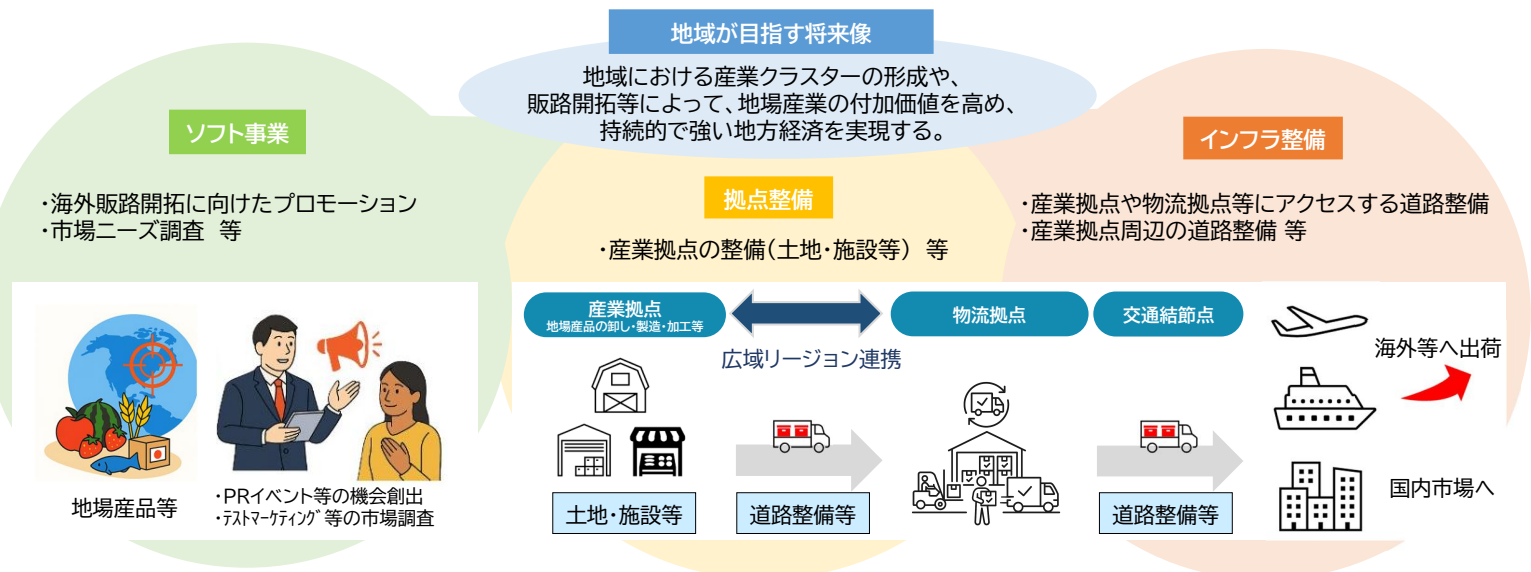 地域が目指す将来像
地域における産業クラスターの形成や、
販路開拓等によって、地場産業の付加価値を高め、
持続的で強い地方経済を実現する。
ソフト事業
・海外販路開拓に向けたプロモーション
・市場ニーズ調査 等
地場産品等
・PRイベント等の機会創出
・ﾃｽﾄﾏｰｹﾃｨﾝｸﾞ等の市場調査
拠点整備
・産業拠点の整備(土地・施設等) 等
インフラ整備
・産業拠点や物流拠点等にアクセスする道路整備
・産業拠点周辺の道路整備 等
産業拠点
地場産品の卸し・製造・加工等
広域リージョン連携
物流拠点
交通結節点
土地・施設等
道路整備等
道路整備等
海外等へ出荷
国内市場へ